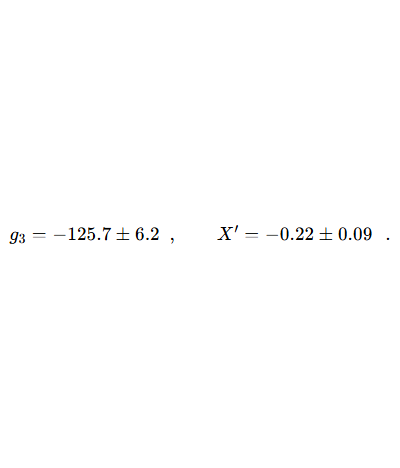 g₃ = −125.7 ± 6.2 , X′ = −0.22 ± 0.09 .